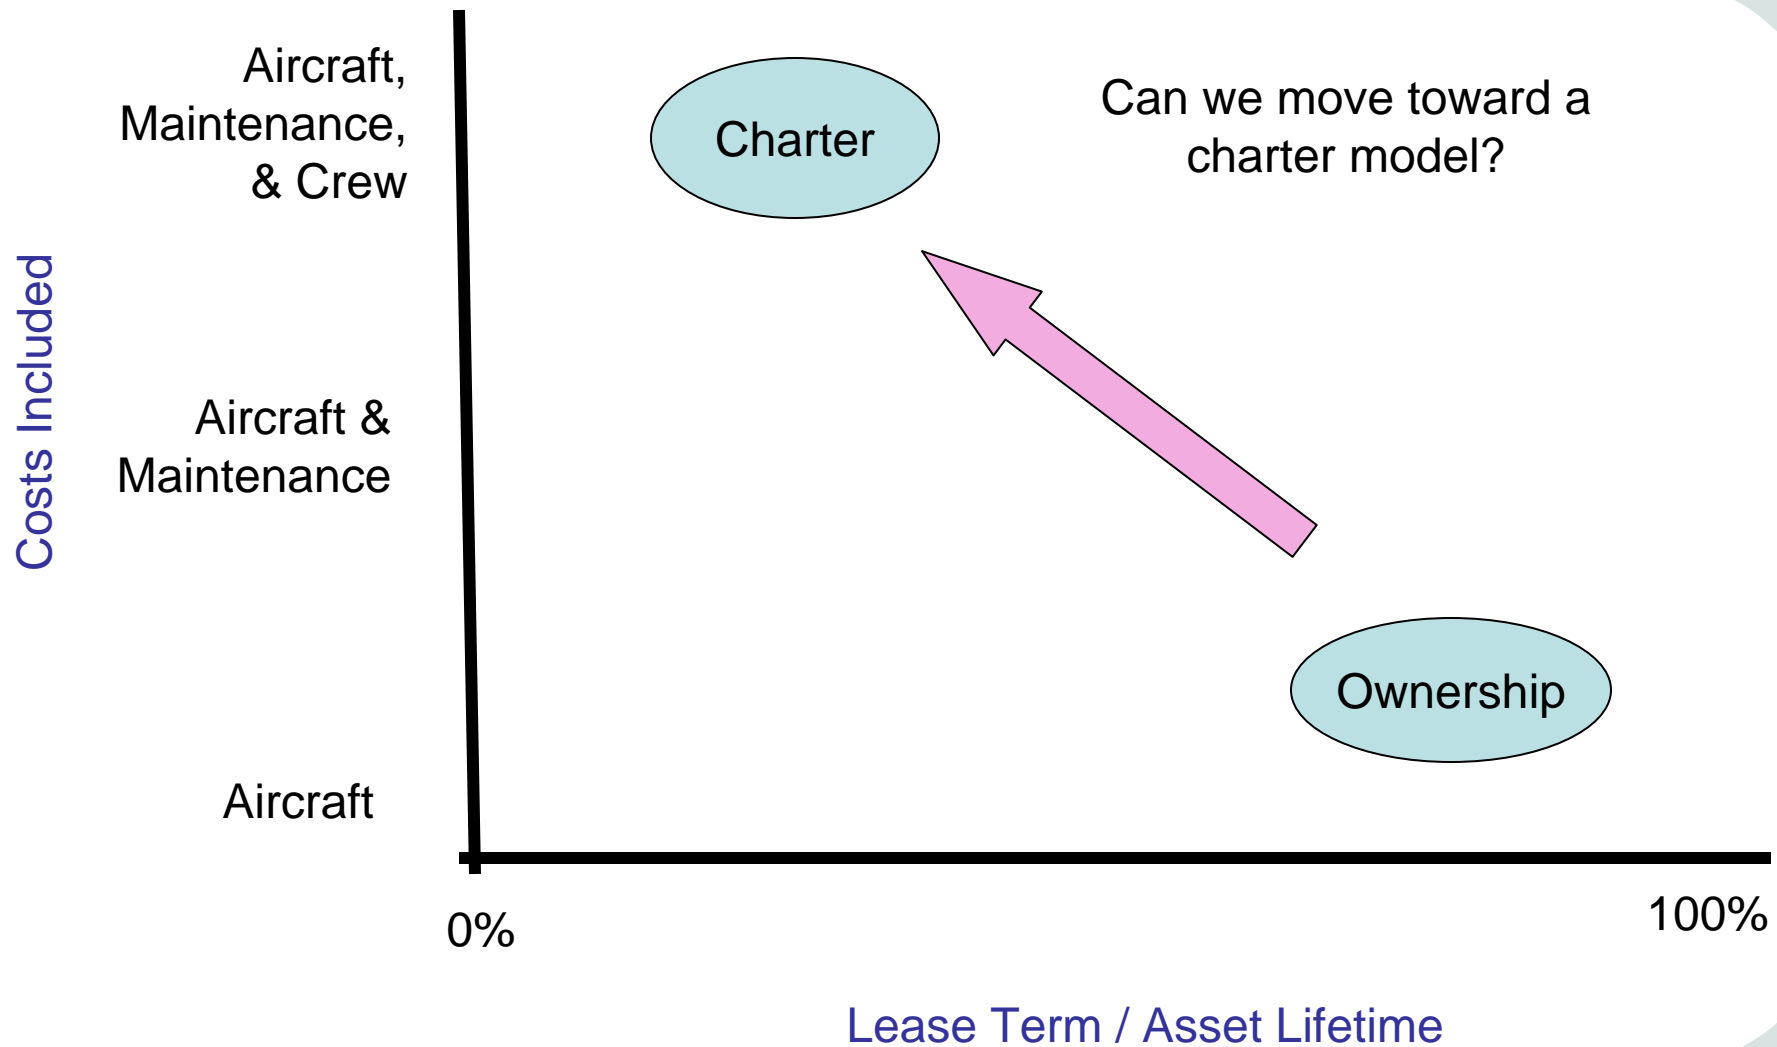 Aircraft,
Maintenance,
& Crew
Charter
Can we move toward a
charter model?
Costs Included
Aircraft &
Maintenance
Ownership
Aircraft
0%
100%
Lease Term / Asset Lifetime